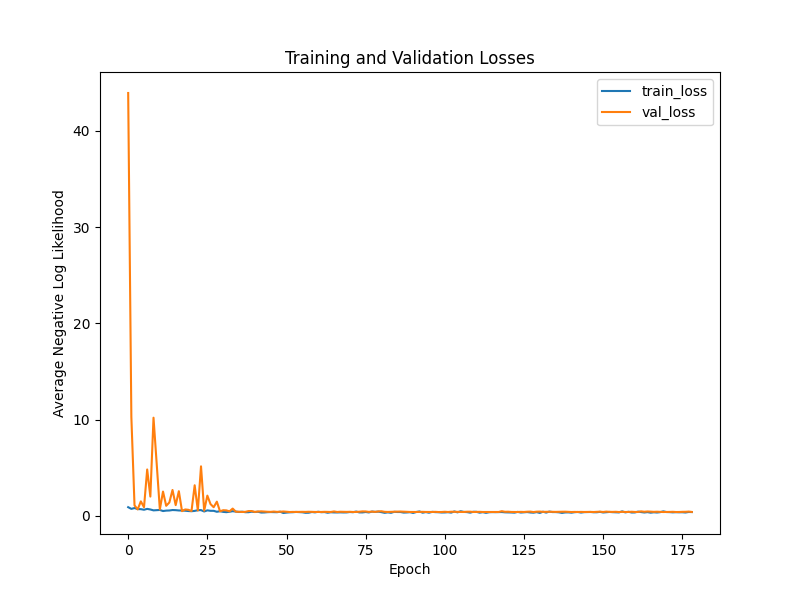 Training and Validation Losses
train_loss
val_loss
Average Negative Log Likelihood
40
30
20
10
0
0 25 50 75 100 125 150 175
Epoch